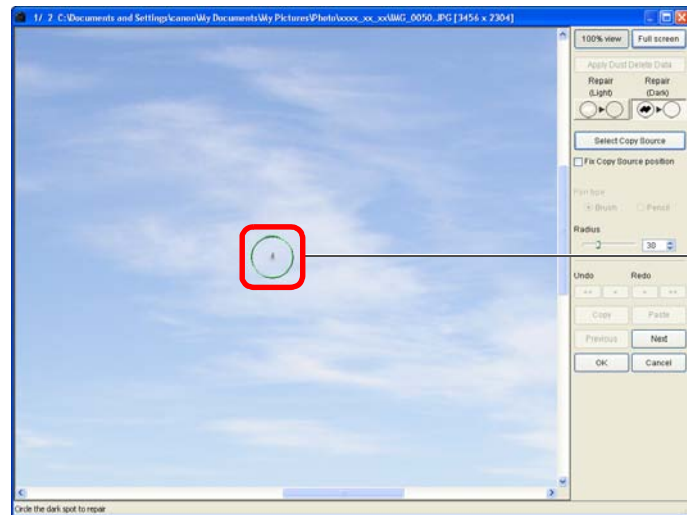 1/ 2 C:\Documents and Settings\canon\My Documents\My Pictures\Photo\xxxx_xx_xx\IMG_0050.JPG [3456 x 2304]
100% view Full screen
Apply Dust Delete Data
Repair (Light) Repair (Dark)
Select Copy Source
Fix Copy Source position
Pen type
Brush Pencil
Radius
30
Undo Redo
<< < > >>
Copy Paste
Previous Next
OK Cancel
Circle the dark spot to repair